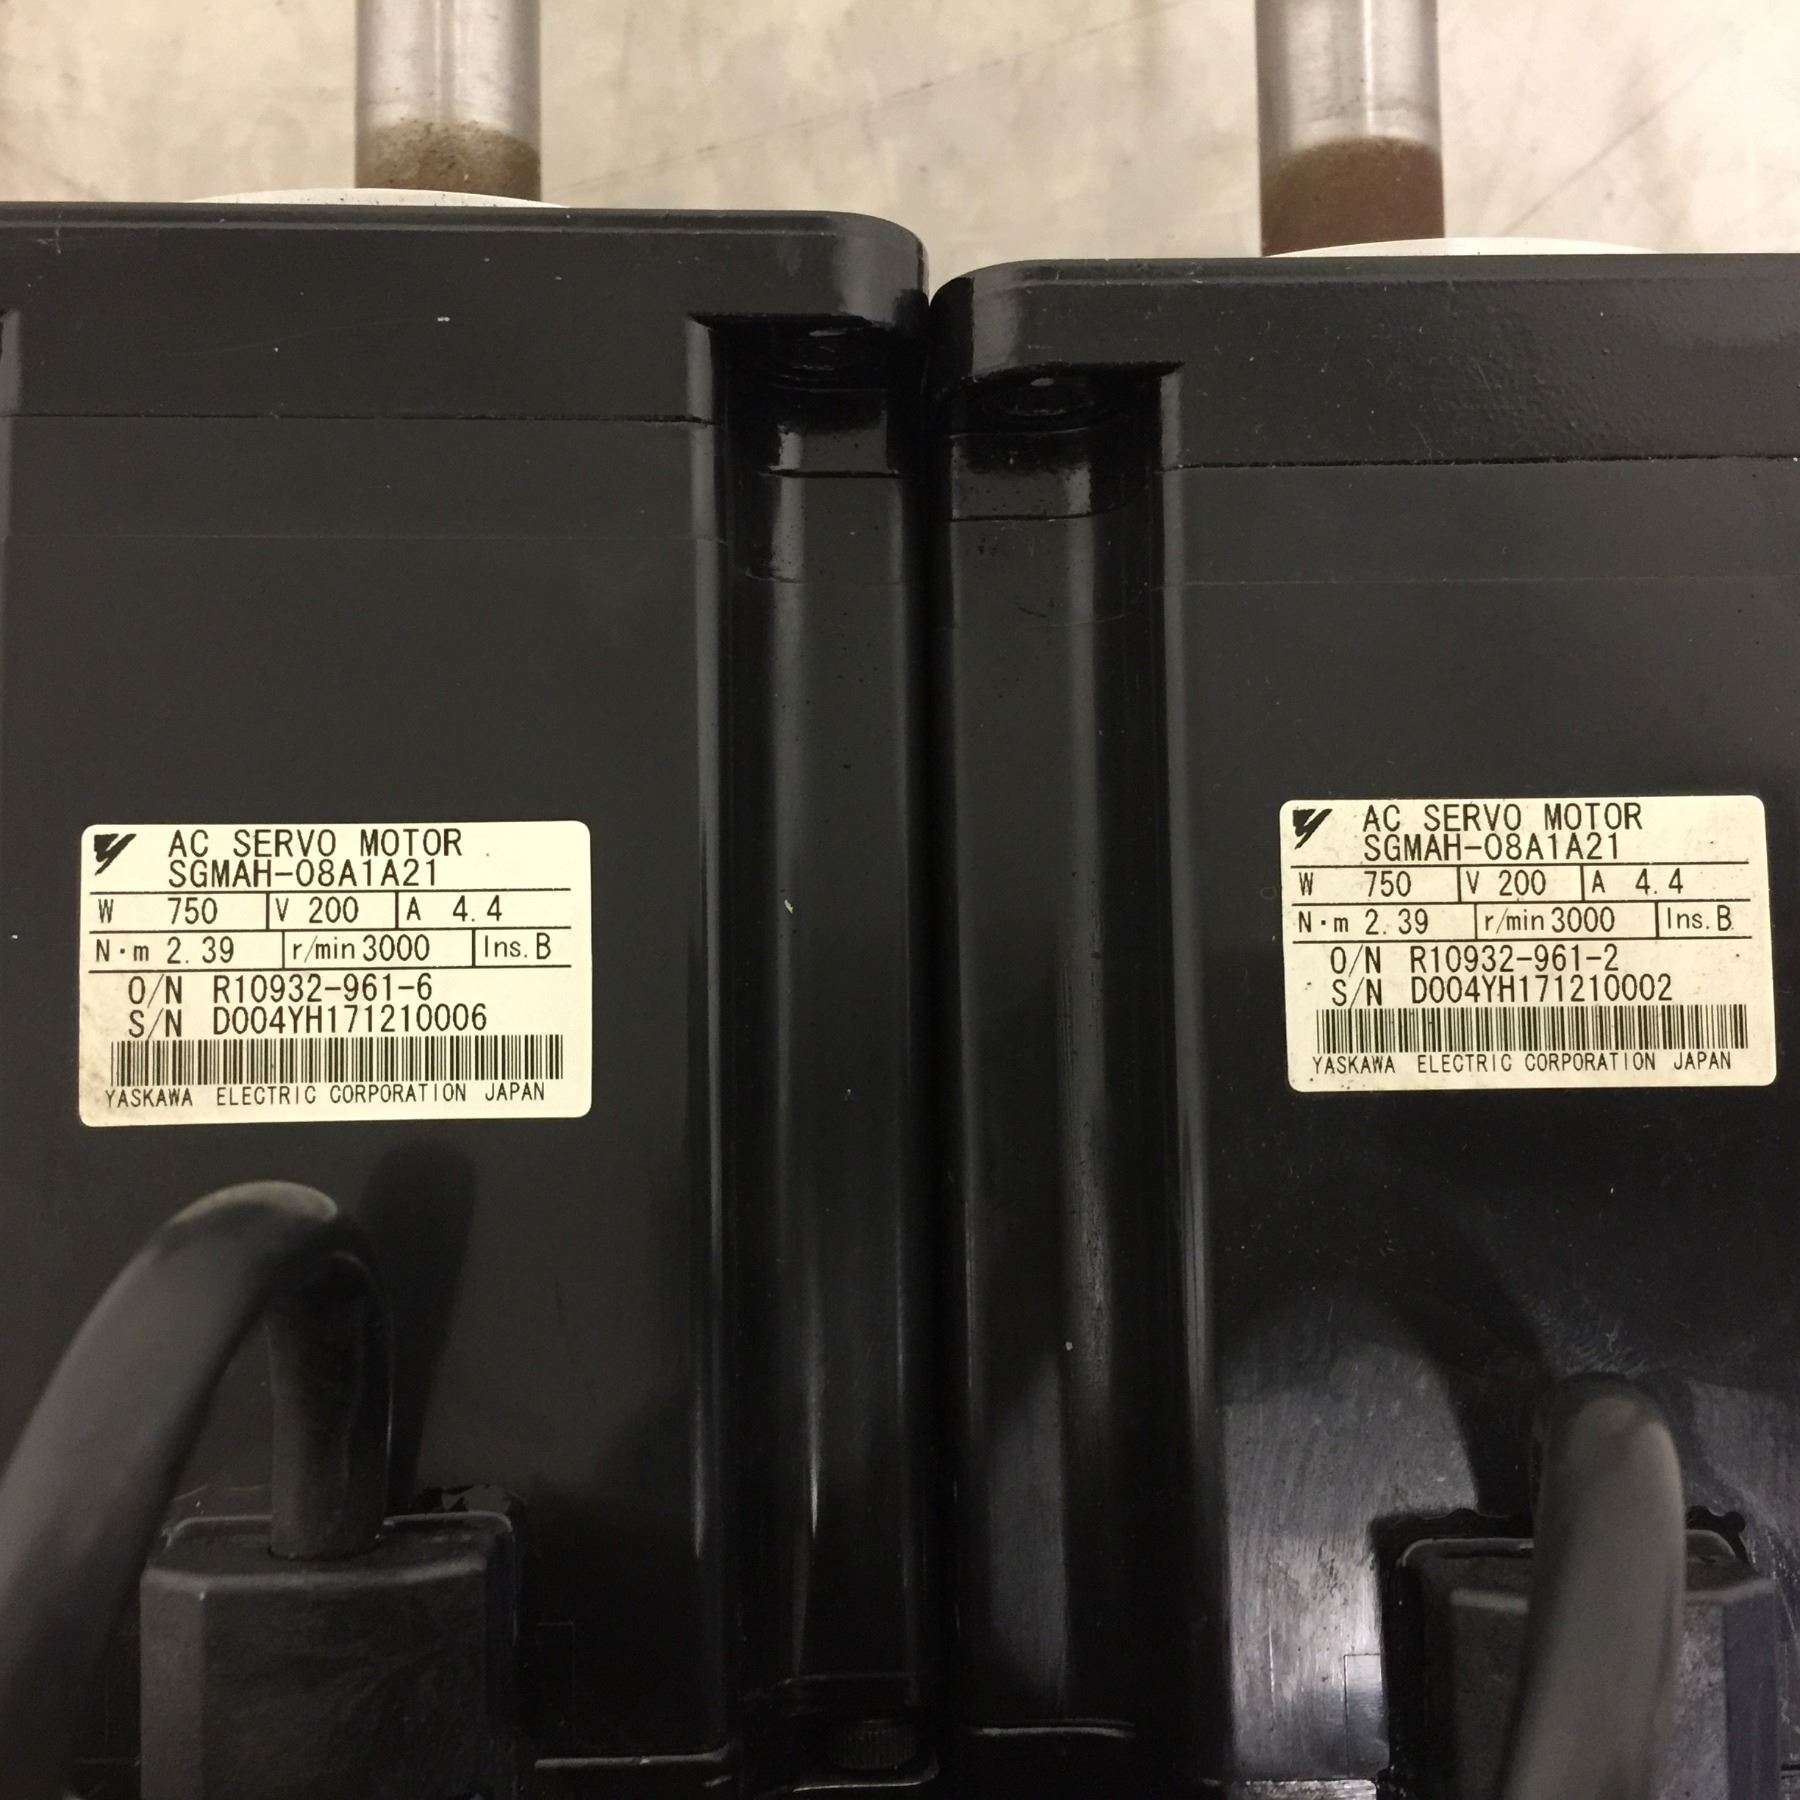 AC SERVO MOTOR
SGMAH-08A1A21
W 750 V 200 A 4.4
N·m 2.39 r/min 3000 Ins. B
O/N R10932-961-6
S/N D004YH171210006
YASKAWA ELECTRIC CORPORATION JAPAN
AC SERVO MOTOR
SGMAH-08A1A21
W 750 V 200 A 4.4
N·m 2.39 r/min 3000 Ins. B
O/N R10932-961-2
S/N D004YH171210002
YASKAWA ELECTRIC CORPORATION JAPAN